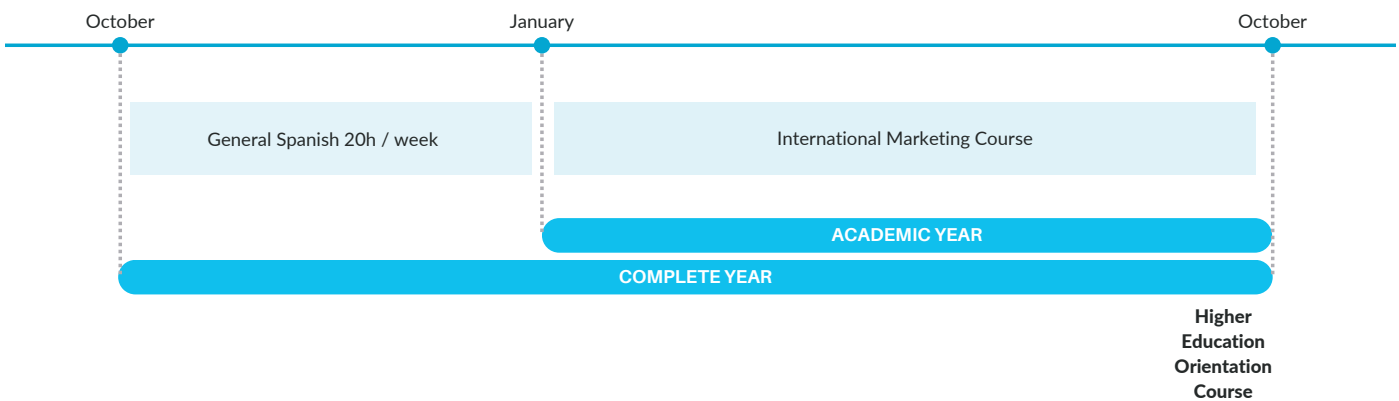 October
January
October
General Spanish 20h / week
International Marketing Course
ACADEMIC YEAR
COMPLETE YEAR
Higher
Education
Orientation
Course